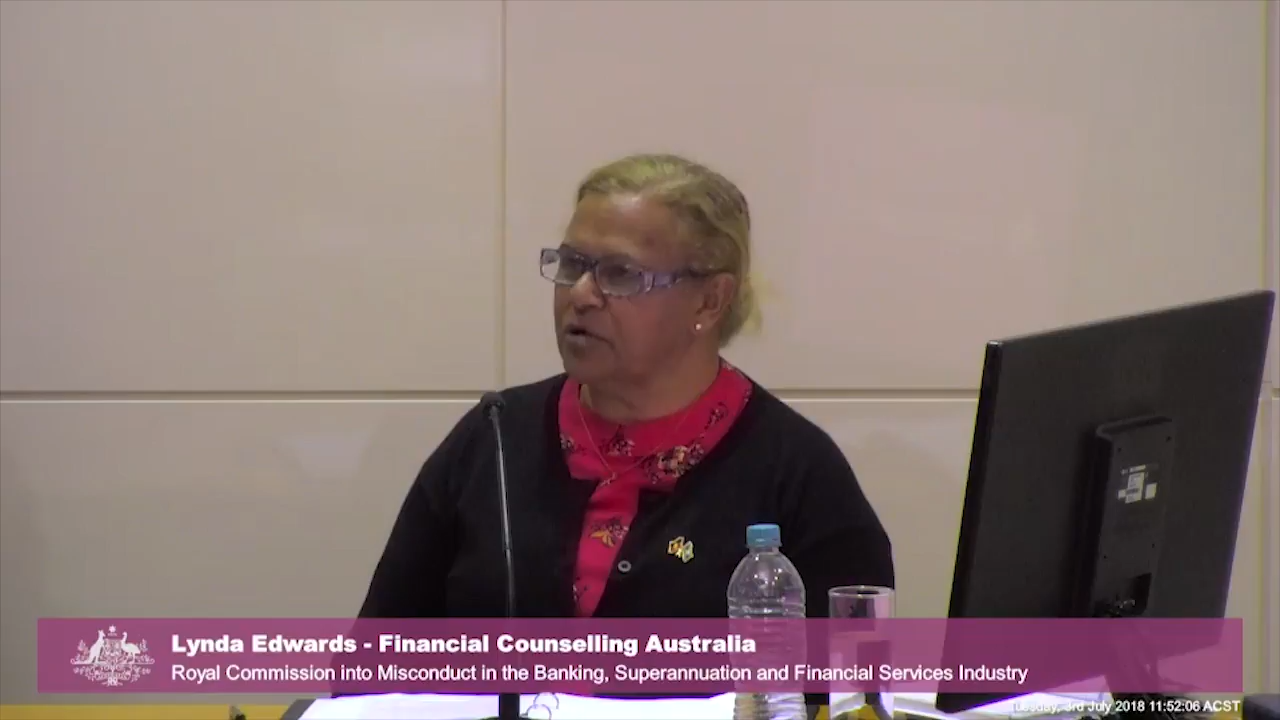 Lynda Edwards - Financial Counselling Australia
Royal Commission into Misconduct in the Banking, Superannuation and Financial Services Industry
Tuesday, 3rd July 2018 11:52:06 ACST